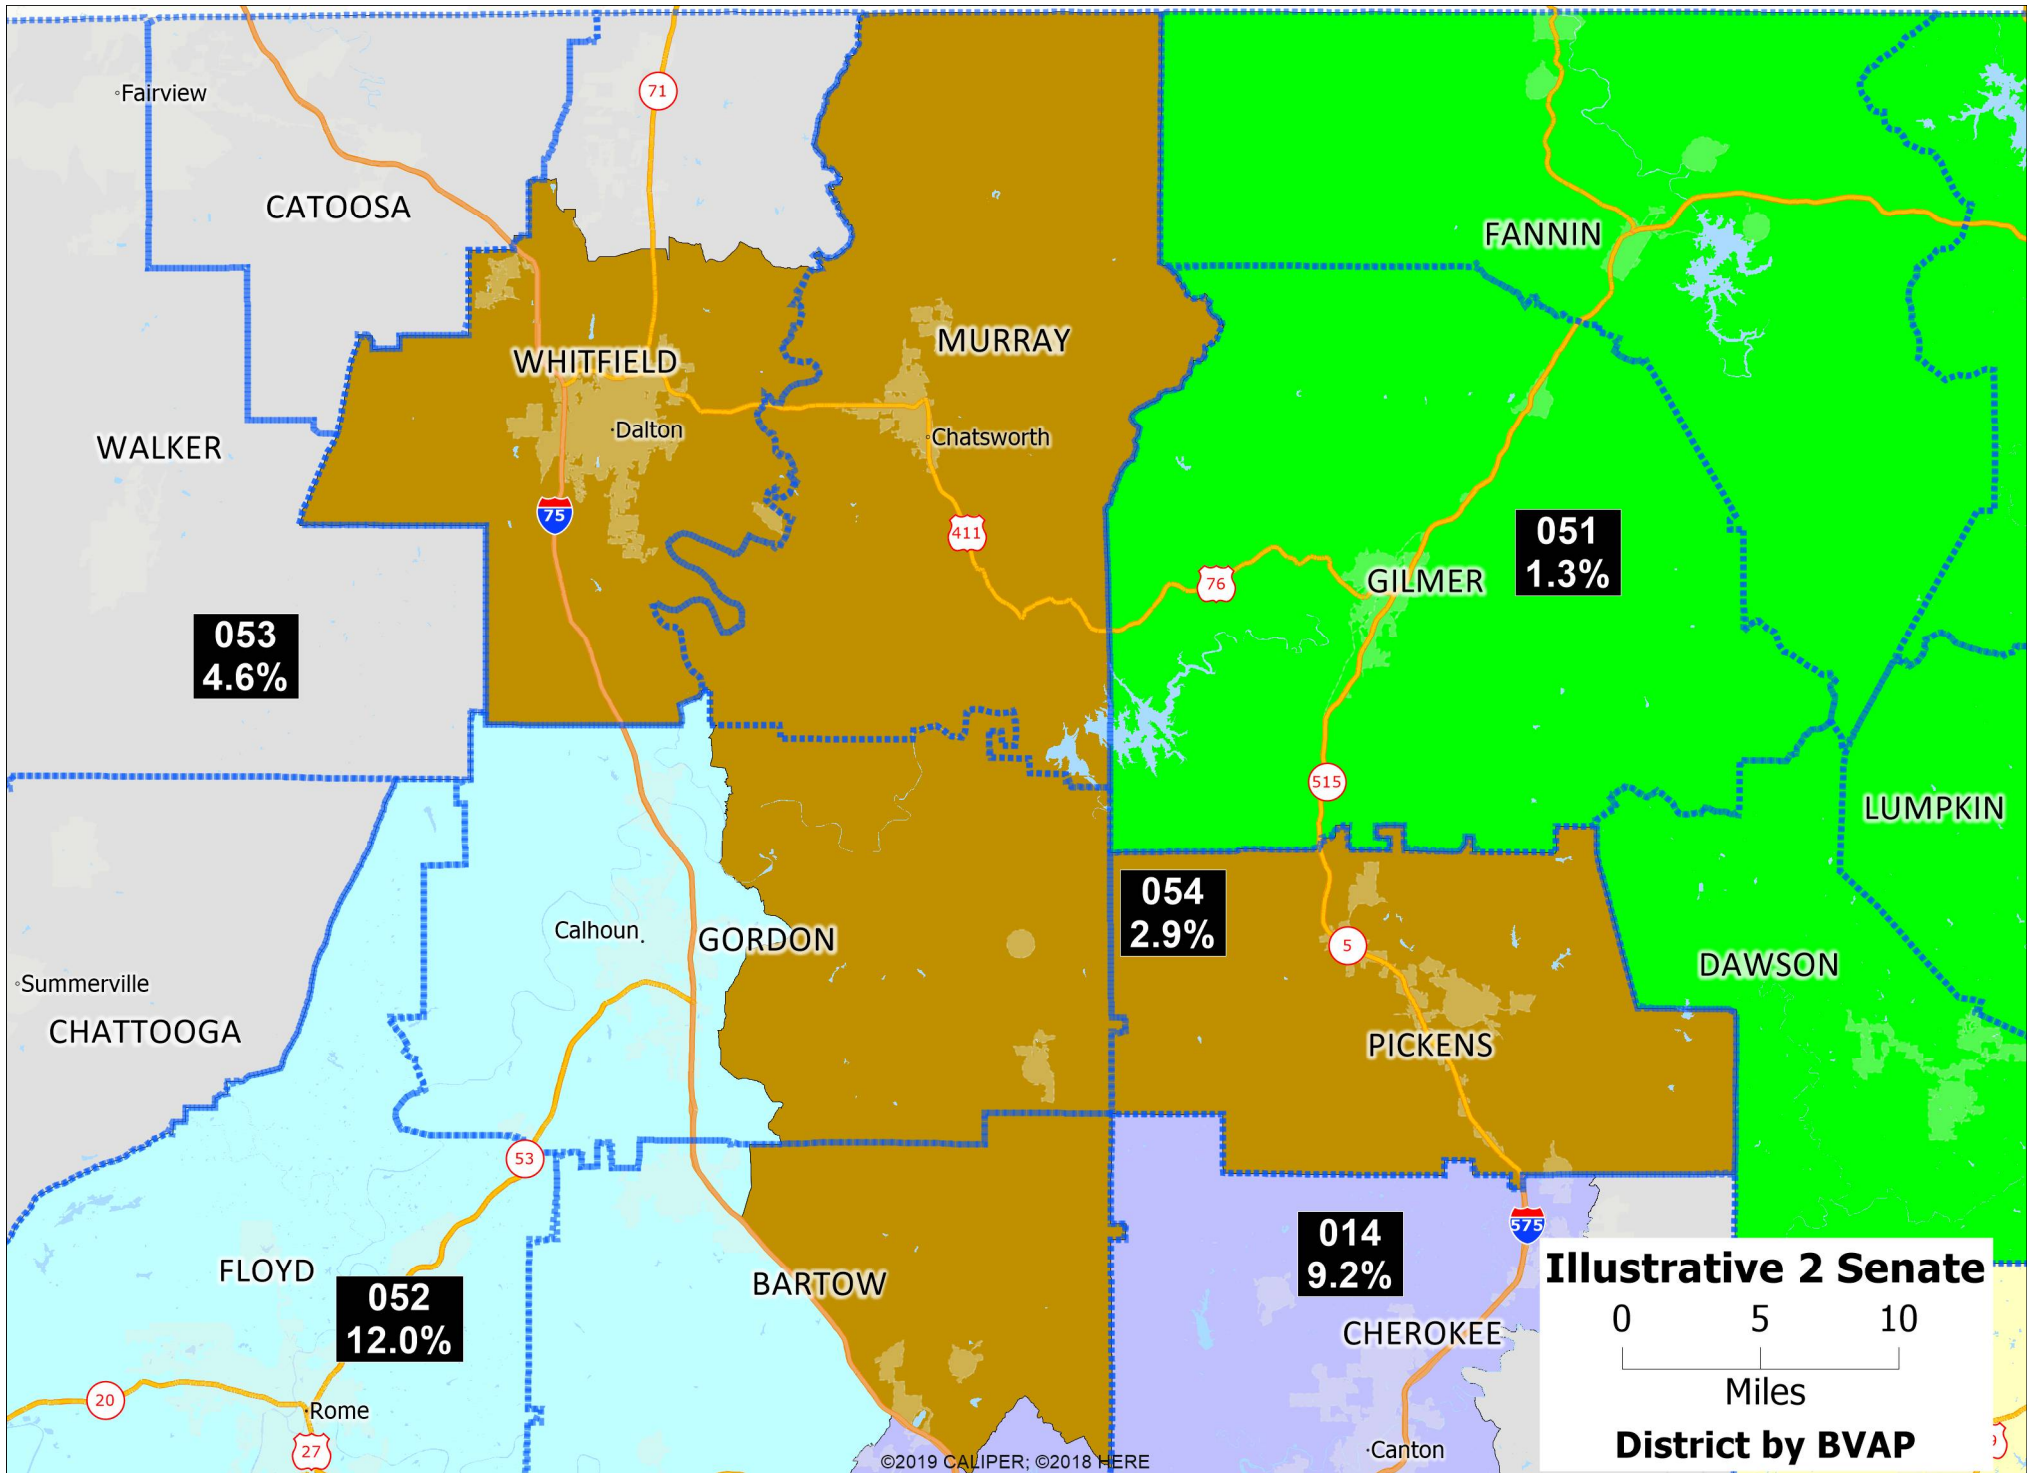 71
Fairview
CATOOSA
FANNIN
MURRAY
WHITFIELD
Dalton
Chatsworth
WALKER
75
411
051
1.3%
76
GILMER
053
4.6%
515
LUMPKIN
054
2.9%
Calhoun
GORDON
5
DAWSON
Summerville
CHATTOOGA
PICKENS
53
014
9.2%
575
FLOYD
BARTOW
052
12.0%
CHEROKEE
Illustrative 2 Senate
0 5 10
Miles
District by BVAP
20
Rome
27
Canton
9
©2019 CALIPER; ©2018 HERE